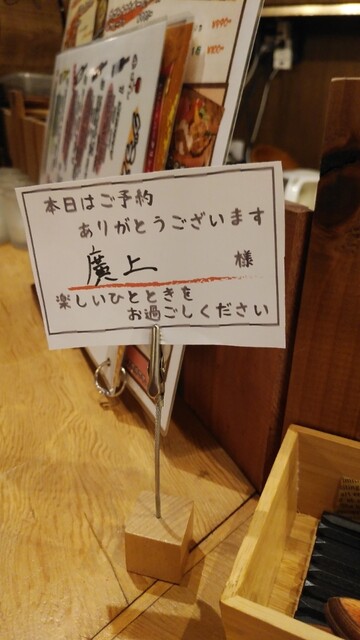 本日はご予約
ありがとうございます
廣上 様
楽しいひとときを
お過ごしください